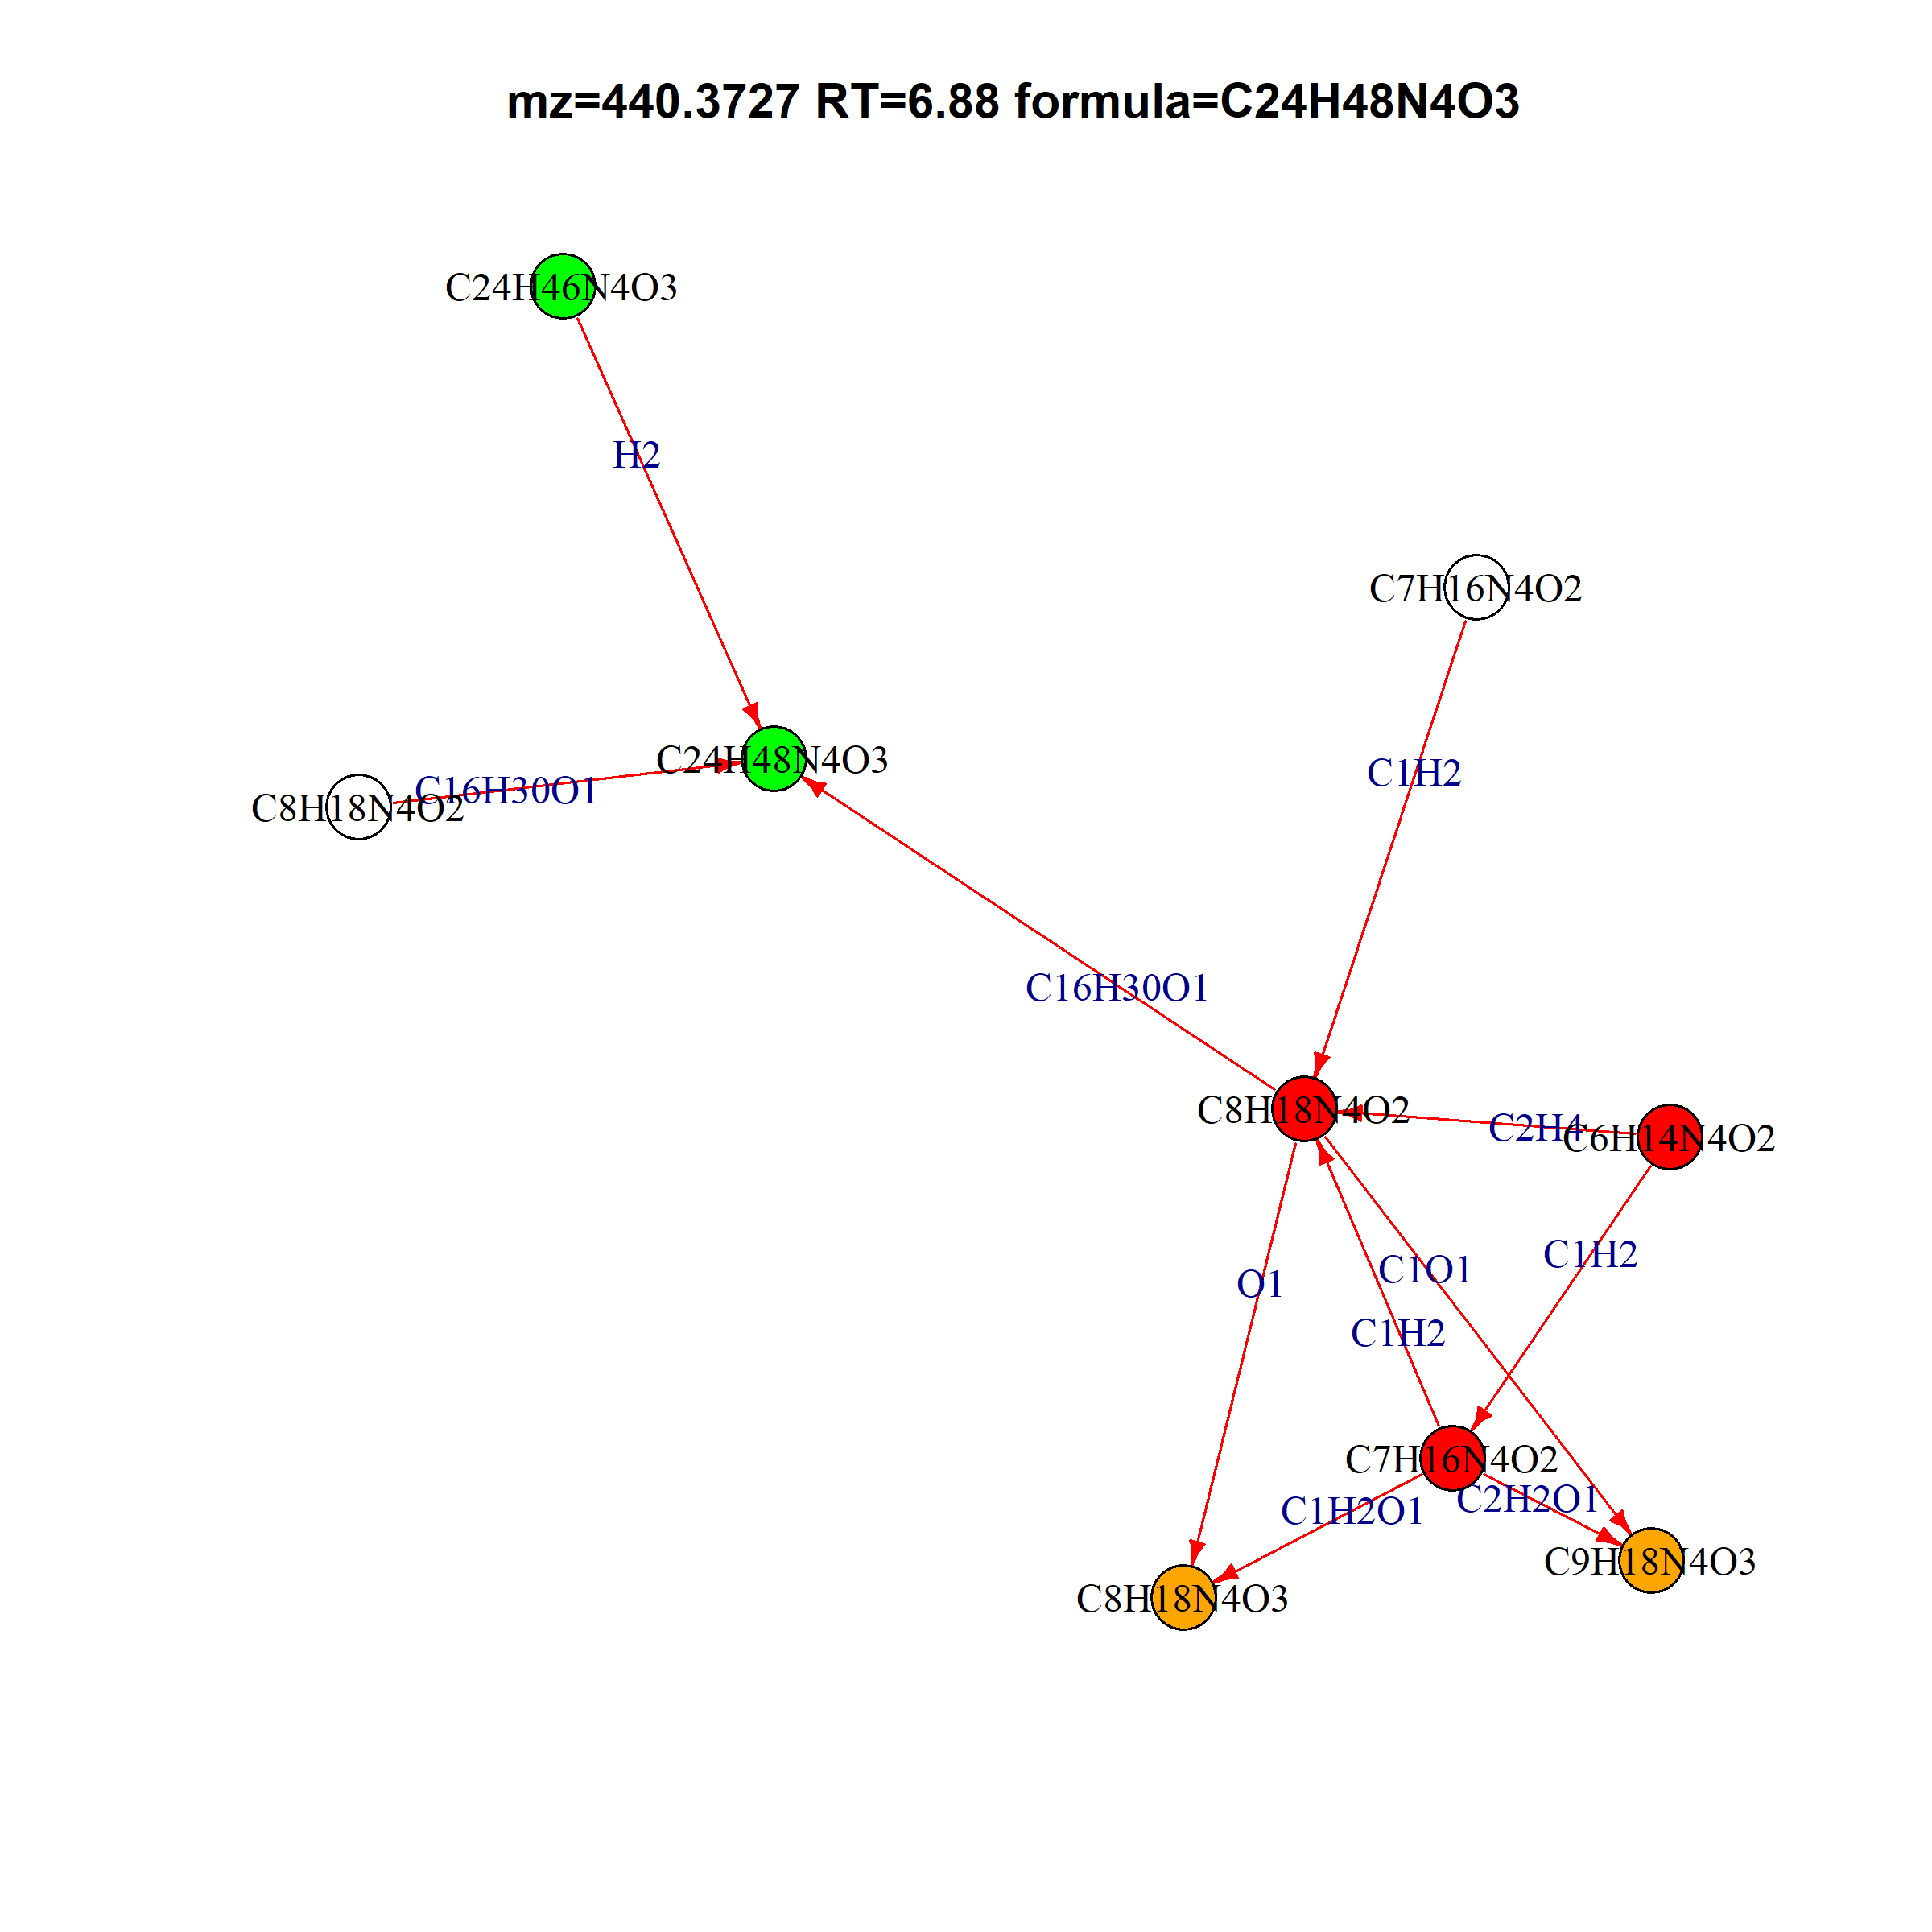 mz=440.3727 RT=6.88 formula=C24H48N4O3
C24H46N4O3
H2
C7H16N4O2
C24H48N4O3
C1H2
C16H30O1
C8H18N4O2
C16H30O1
C8H18N4O2
C2H4
C6H14N4O2
C1H2
C1O1
O1
C1H2
C7H16N4O2
C2H2O1
C1H2O1
C9H18N4O3
C8H18N4O3